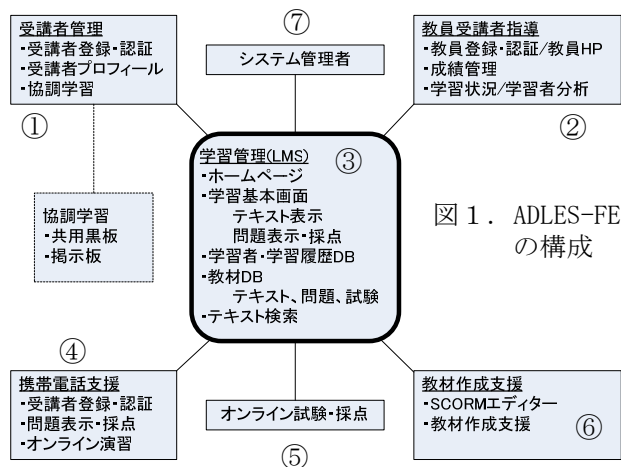 受講者管理
・受講者登録・認証
・受講者プロフィール
・協調学習
①
⑦
システム管理者
教員受講者指導
・教員登録・認証/教員HP
・成績管理
・学習状況/学習者分析
②
協調学習
・共用黒板
・掲示板
学習管理(LMS)
③
・ホームページ
・学習基本画面
テキスト表示
問題表示・採点
・学習者・学習履歴DB
・教材DB
テキスト、問題、試験
・テキスト検索
図1. ADLES-FE
の構成
④
携帯電話支援
・受講者登録・認証
・問題表示・採点
・オンライン演習
オンライン試験・採点
⑤
教材作成支援
・SCORMエディター
・教材作成支援
⑥